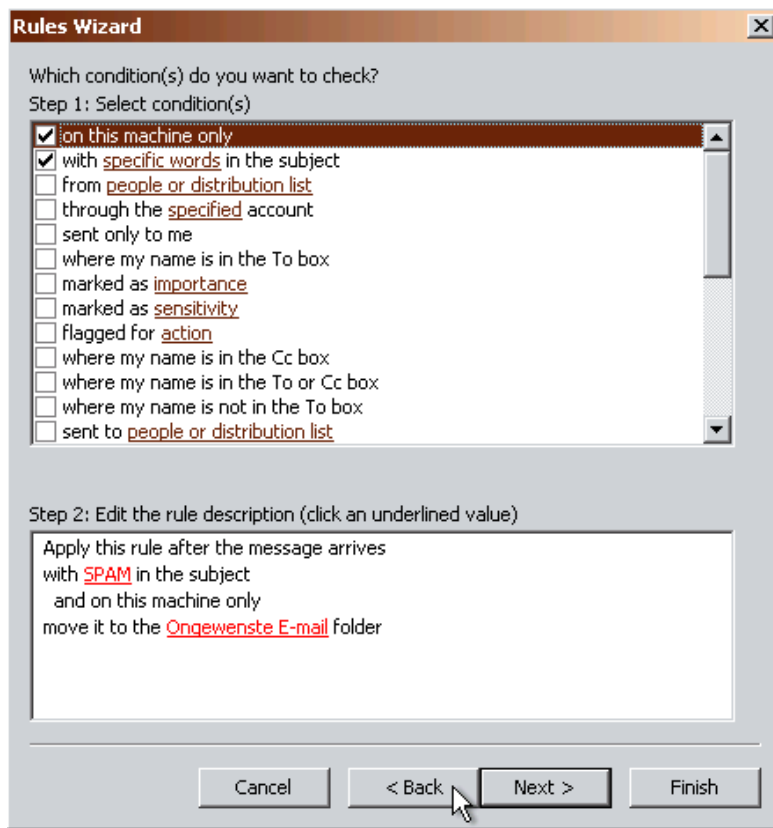 Rules Wizard
Which condition(s) do you want to check?
Step 1: Select condition(s)
on this machine only
with specific words in the subject
from people or distribution list
through the specified account
sent only to me
where my name is in the To box
marked as importance
marked as sensitivity
flagged for action
where my name is in the Cc box
where my name is in the To or Cc box
where my name is not in the To box
sent to people or distribution list
Step 2: Edit the rule description (click an underlined value)
Apply this rule after the message arrives
with SPAM in the subject
and on this machine only
move it to the Ongewenste E-mail folder
Cancel < Back Next > Finish